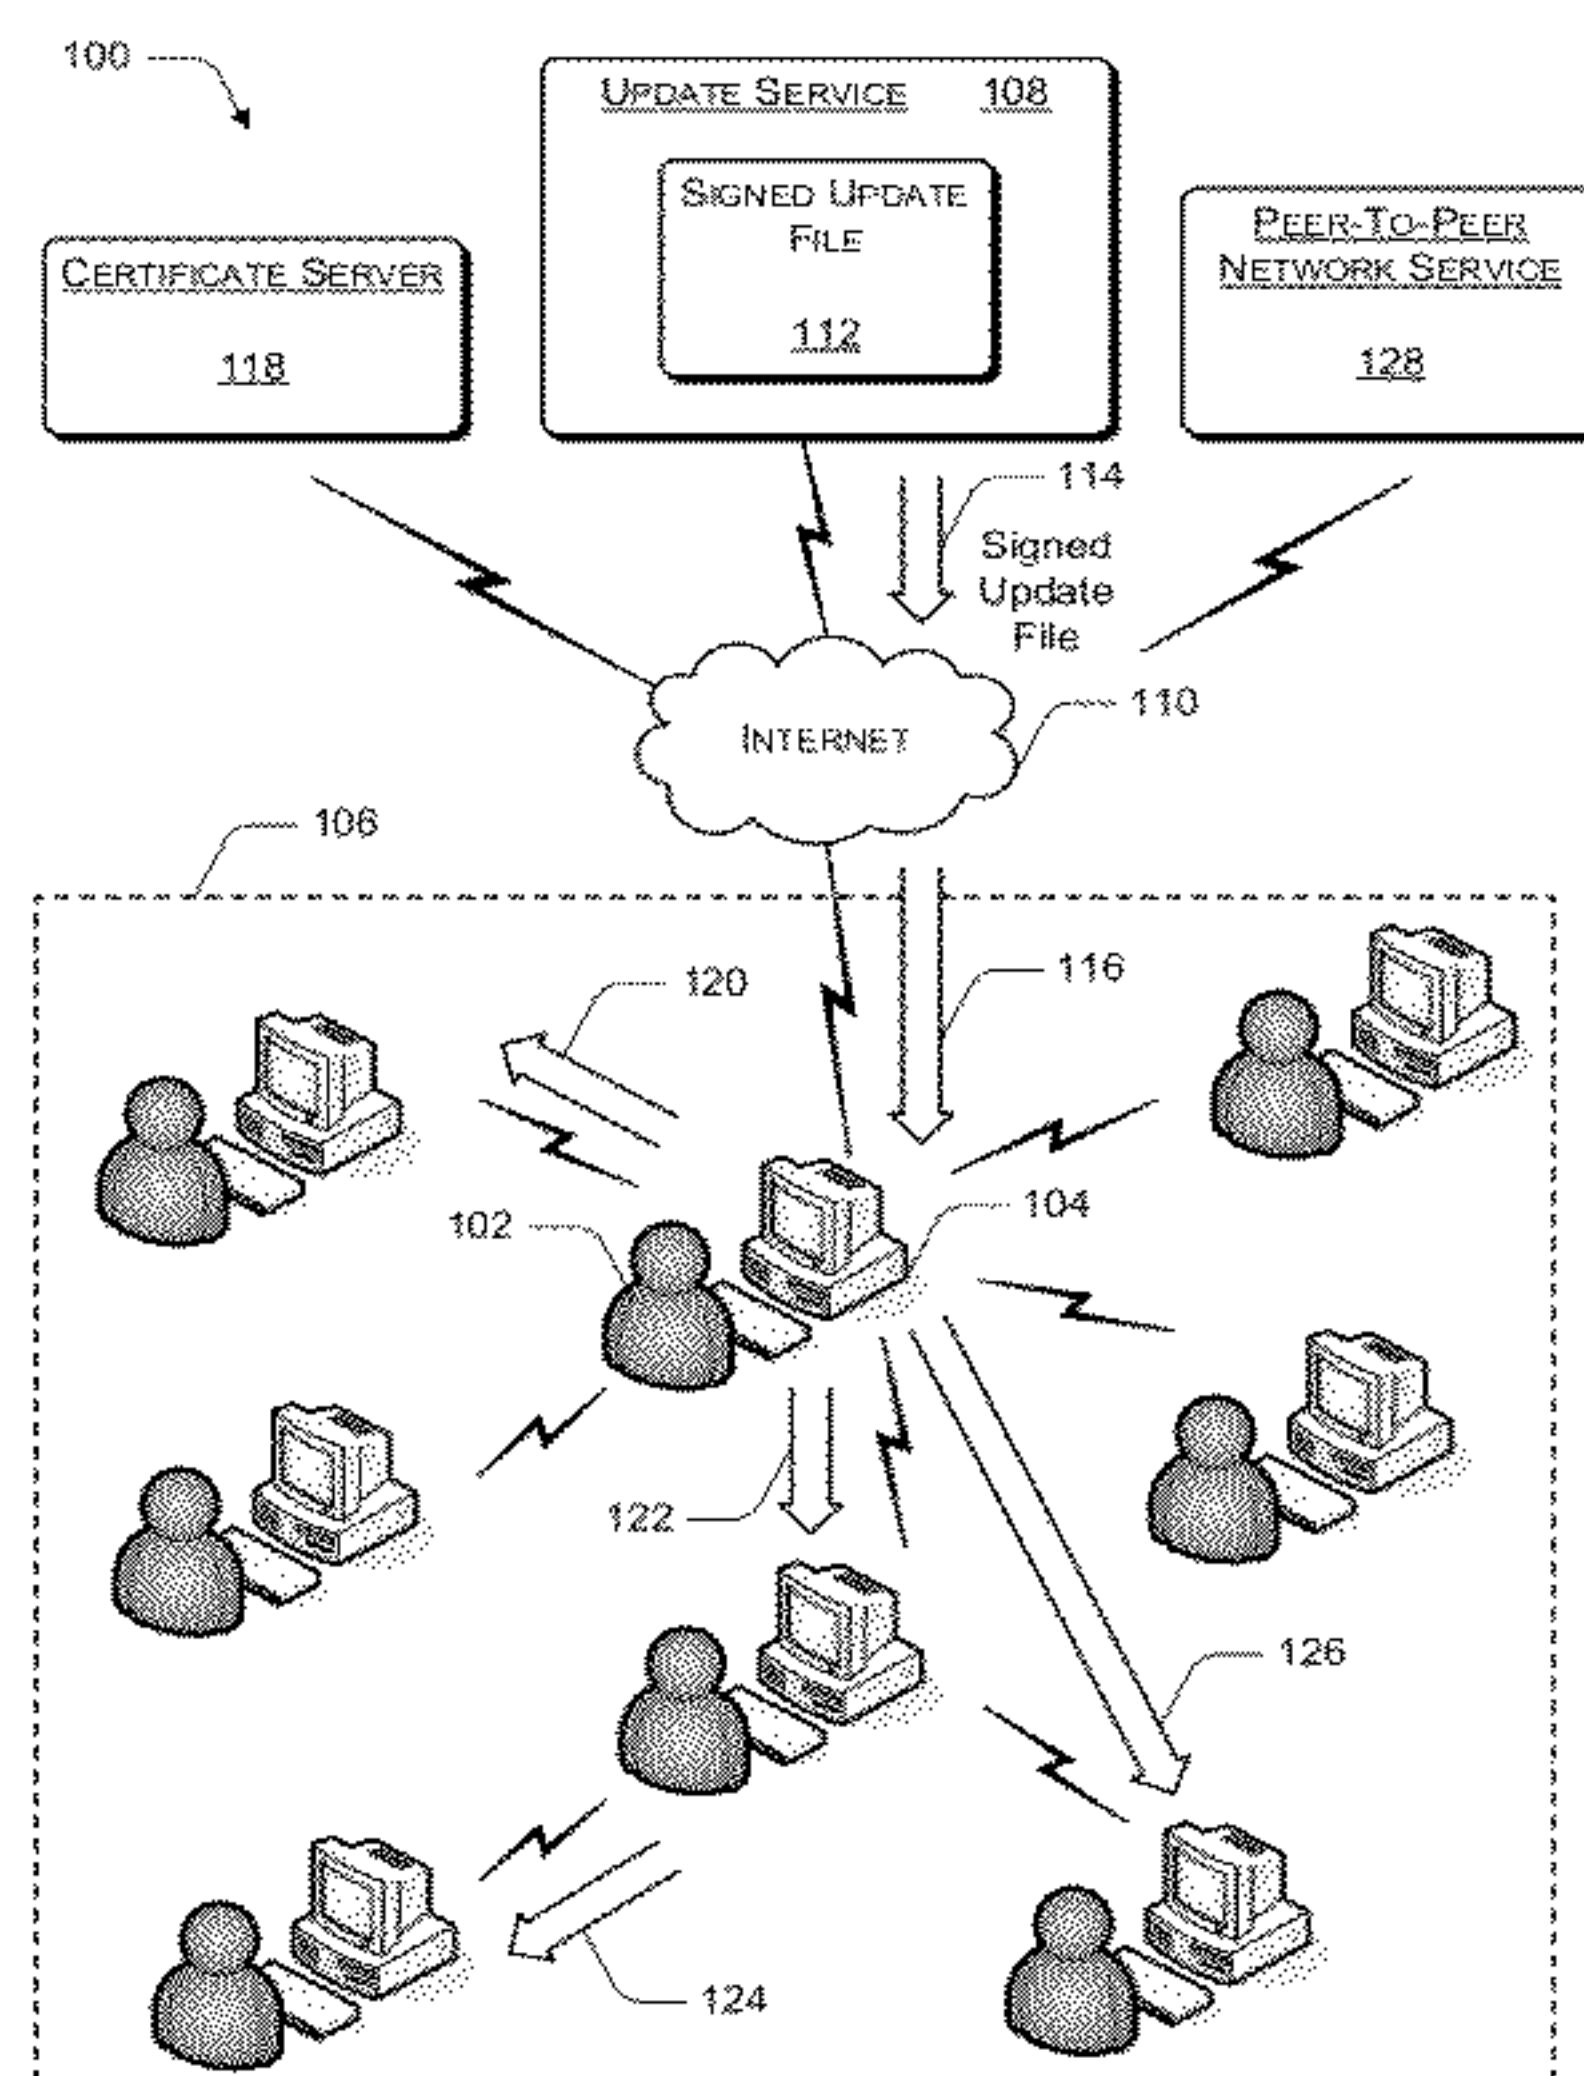 100
UPDATE SERVICE 108
SIGNED UPDATE
FILE
112
CERTIFICATE SERVER
118
PEER-TO-PEER
NETWORK SERVICE
128
114
Signed
Update
File
110
INTERNET
106
120
116
102
104
122
126
124